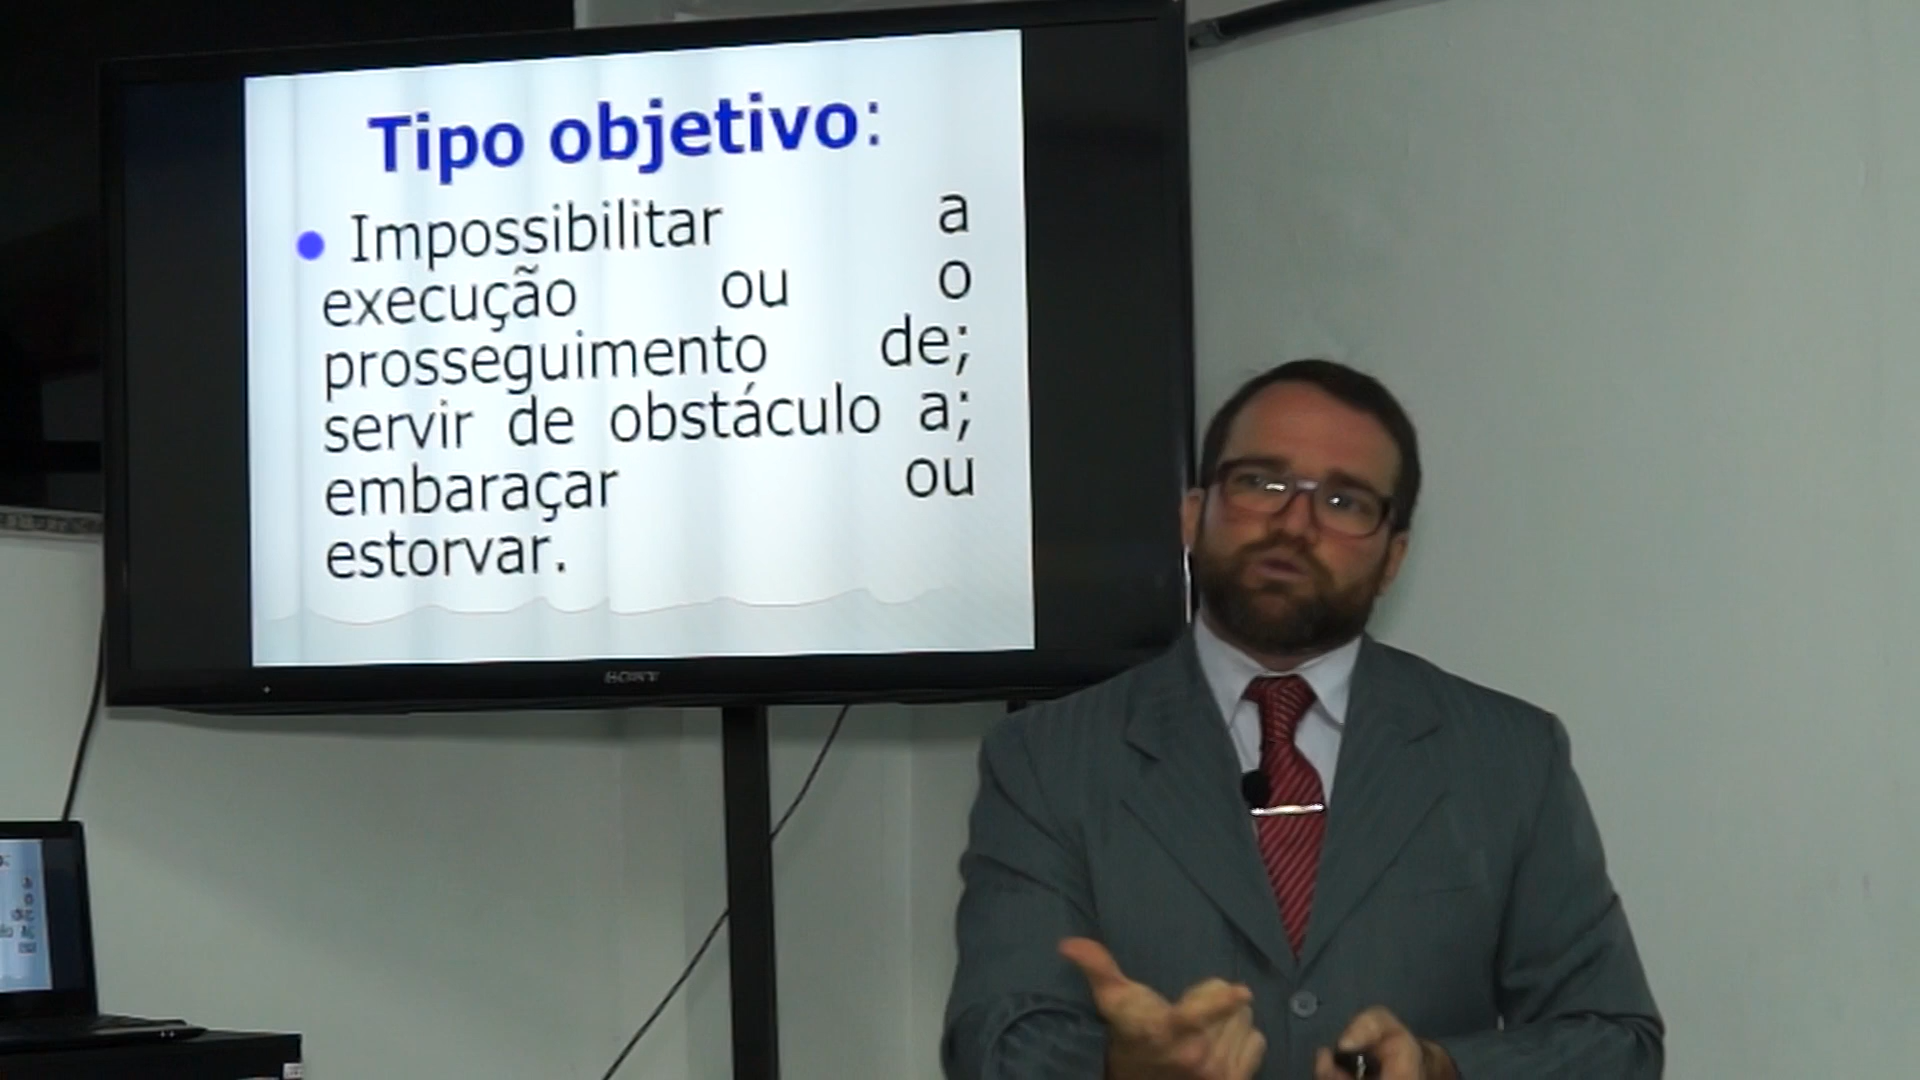 Tipo objetivo:
• Impossibilitar a
execução ou o
prosseguimento de;
servir de obstáculo a;
embaraçar ou
estorvar.
SONY